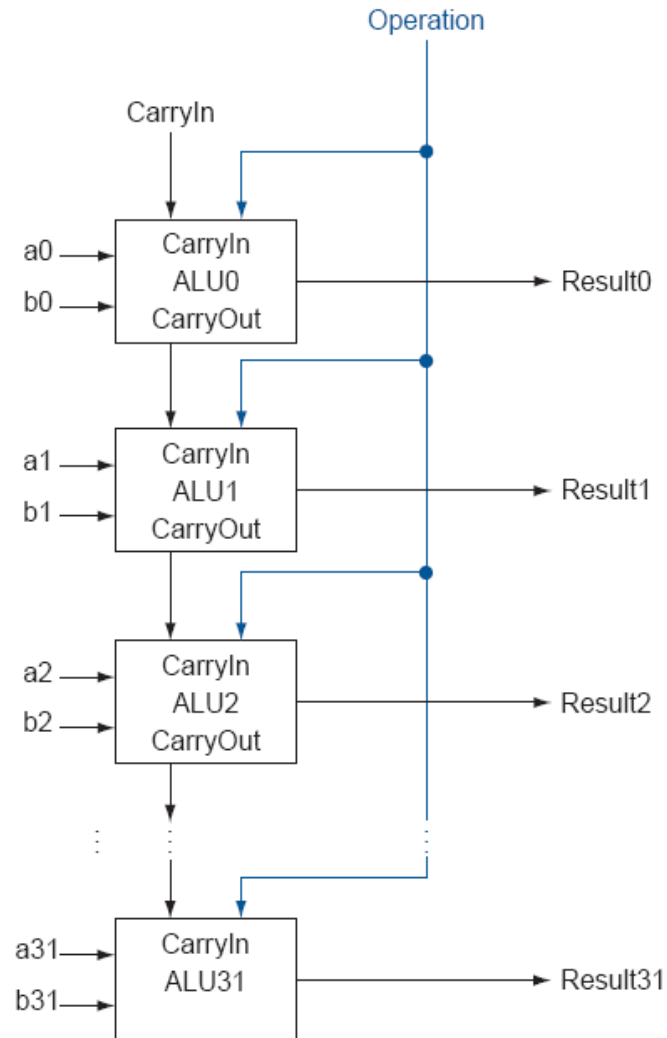 Operation
CarryIn
a0
b0
CarryIn
ALU0
CarryOut
Result0
a1
b1
CarryIn
ALU1
CarryOut
Result1
a2
b2
CarryIn
ALU2
CarryOut
Result2
a31
b31
CarryIn
ALU31
Result31